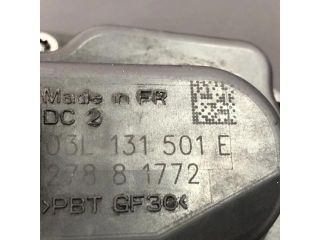 Made in FR
DC 2
03L 131 501 E
278 8 1772
>PBT GF30<